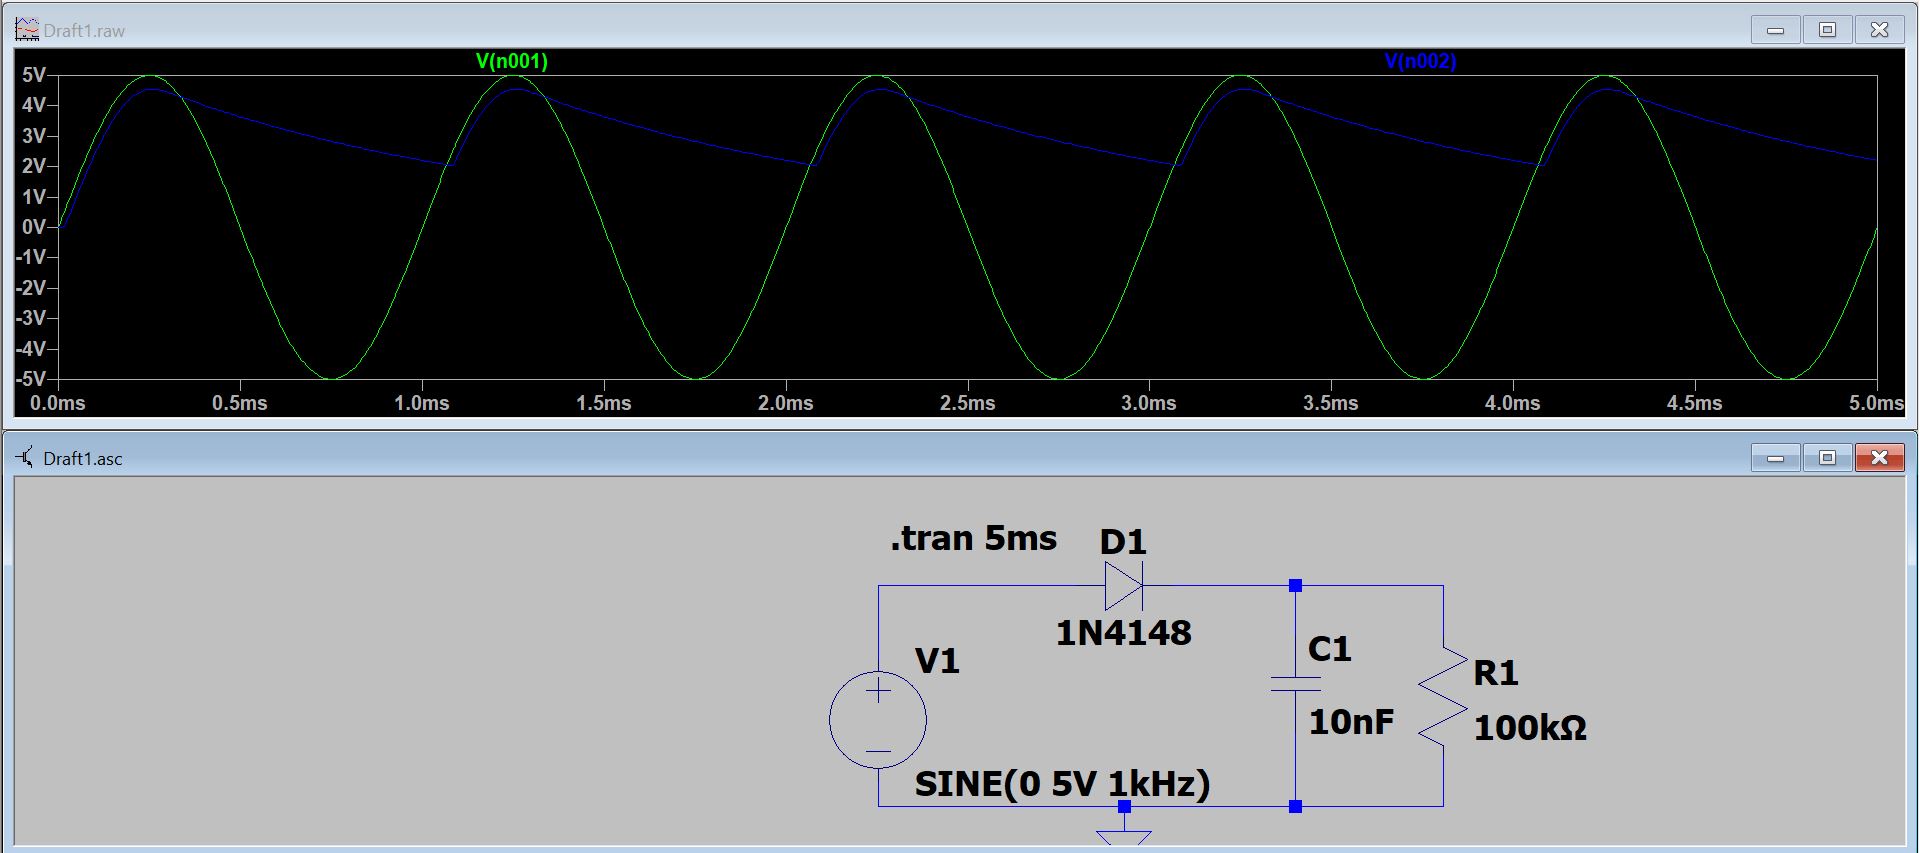 Draft1.raw
V(n001) V(n002)
5V
4V
3V
2V
1V
0V
-1V
-2V
-3V
-4V
-5V
0.0ms 0.5ms 1.0ms 1.5ms 2.0ms 2.5ms 3.0ms 3.5ms 4.0ms 4.5ms 5.0ms
Draft1.asc
.tran 5ms D1
1N4148
V1
C1
R1
10nF
100kΩ
SINE(0 5V 1kHz)